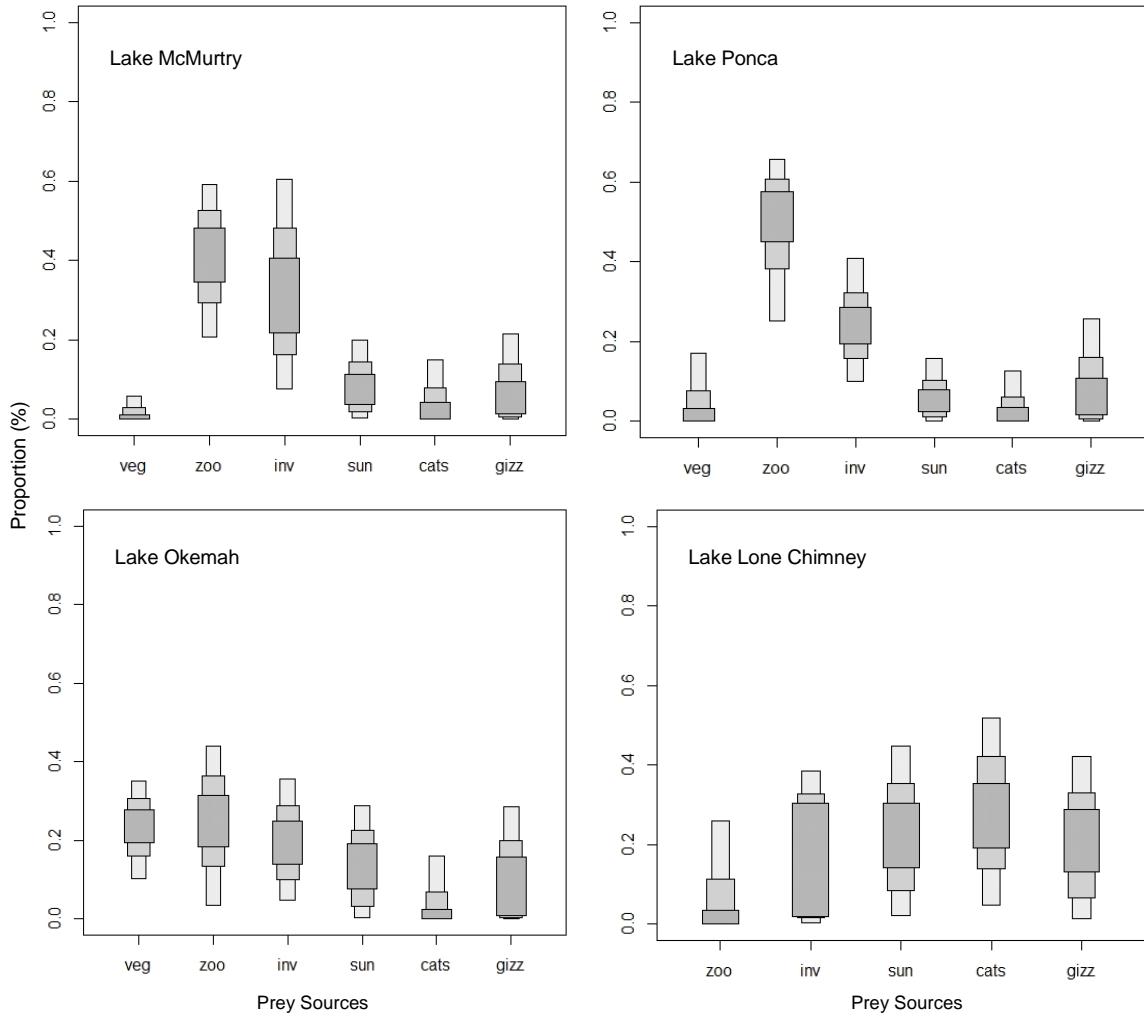 Lake McMurtry
1.0
0.8
0.6
0.4
0.2
0.0
veg zoo inv sun cats gizz
Lake Ponca
1.0
0.8
0.6
0.4
0.2
0.0
veg zoo inv sun cats gizz
Proportion (%)
Lake Okemah
1.0
0.8
0.6
0.4
0.2
0.0
veg zoo inv sun cats gizz
Prey Sources
Lake Lone Chimney
1.0
0.8
0.6
0.4
0.2
0.0
zoo inv sun cats gizz
Prey Sources